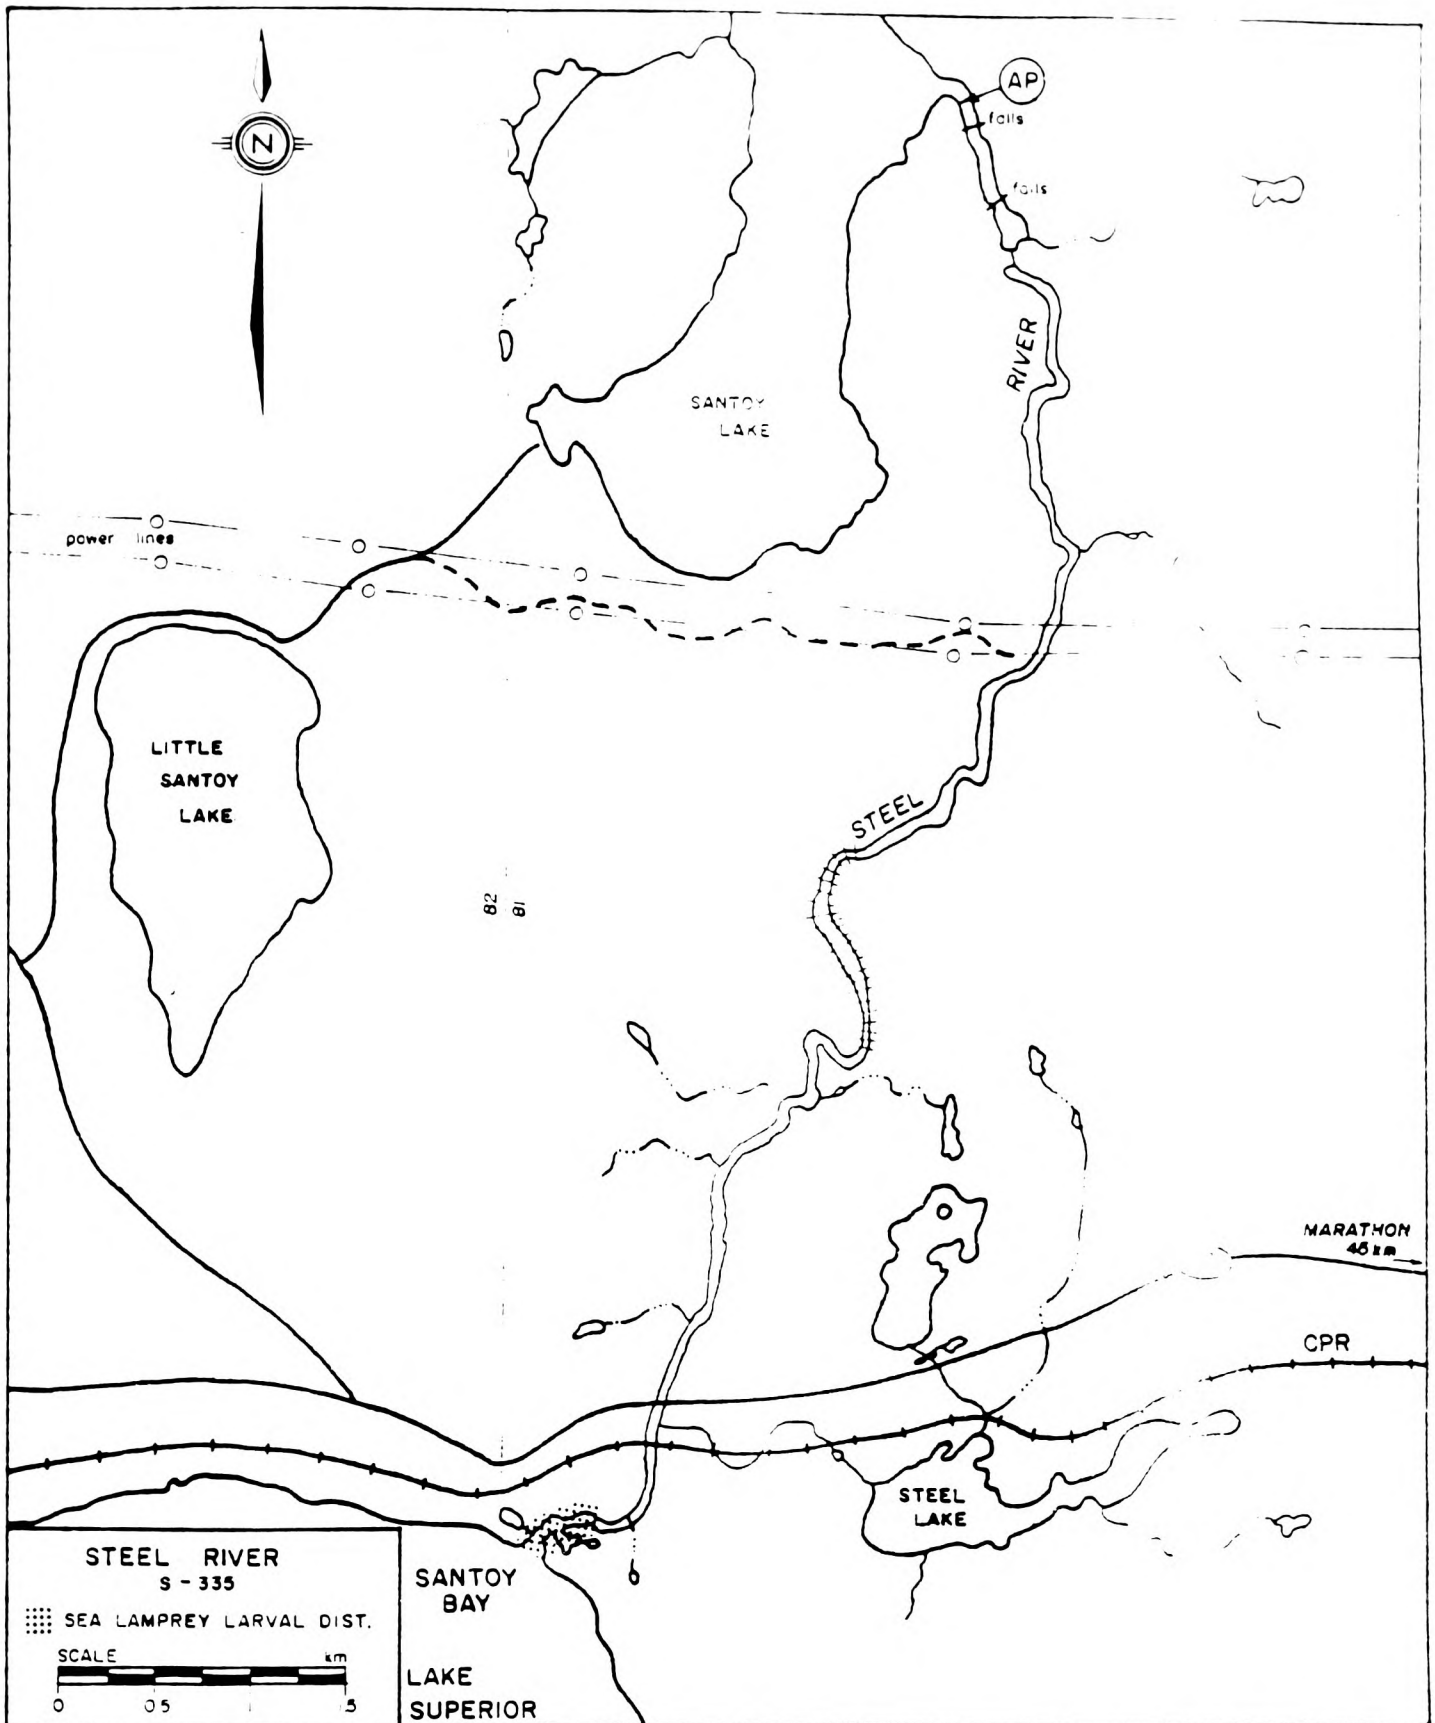 AP
falls
falls
N
RIVER
SANTOY
LAKE
power lines
LITTLE
SANTOY
LAKE
STEEL
82
81
MARATHON
45 km
CPR
STEEL
LAKE
STEEL RIVER
S-335
SEA LAMPREY LARVAL DIST.
SCALE km
0 0.5 1 1.5
SANTOY
BAY
LAKE
SUPERIOR